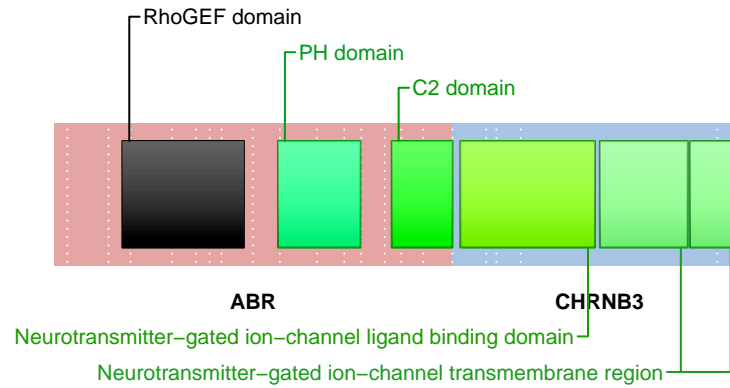 RhoGEF domain
PH domain
C2 domain
ABR
CHRNB3
Neurotransmitter−gated ion−channel ligand binding domain
Neurotransmitter−gated ion−channel transmembrane region